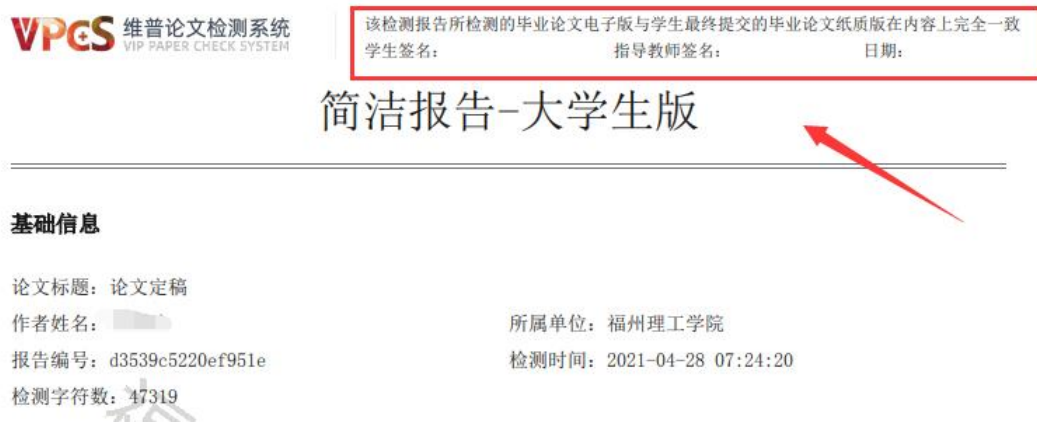 VPCS 维普论文检测系统
VIP PAPER CHECK SYSTEM
该检测报告所检测的毕业论文电子版与学生最终提交的毕业论文纸质版在内容上完全一致
学生签名: 指导教师签名: 日期:
简洁报告-大学生版
基础信息
论文标题: 论文定稿
作者姓名:
所属单位: 福州理工学院
报告编号: d3539c5220ef951e
检测时间: 2021-04-28 07:24:20
检测字符数: 47319